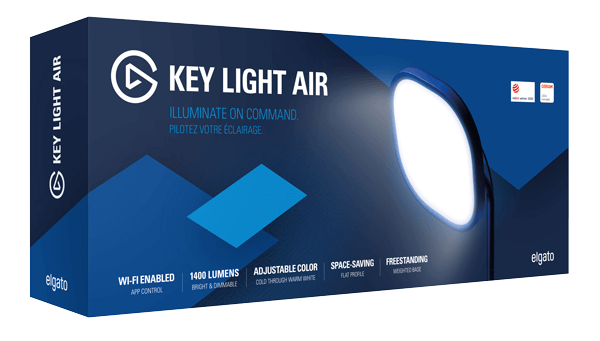 KEY LIGHT AIR
elgato
KEY LIGHT AIR
ILLUMINATE ON COMMAND.
PILOTEZ VOTRE ÉCLAIRAGE.
WI-FI ENABLED
APP CONTROL
1400 LUMENS
BRIGHT & DIMMABLE
ADJUSTABLE COLOR
COLD THROUGH WARM WHITE
SPACE-SAVING
FLAT PROFILE
FREESTANDING
WEIGHTED BASE
elgato
OSRAM